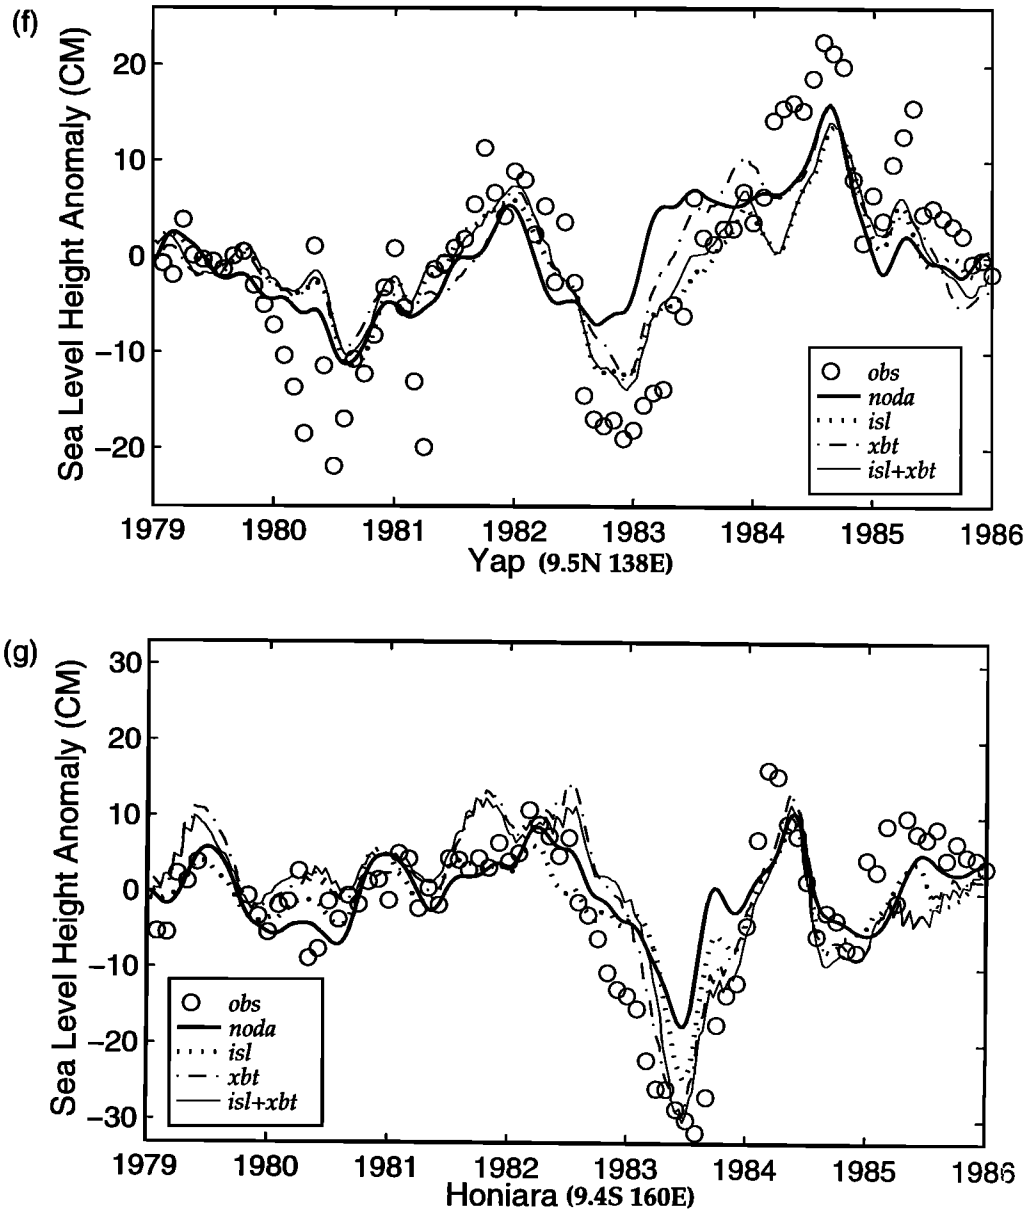 (f)
Sea Level Height Anomaly (CM)
20
10
0
−10
−20
obs
noda
isl
xbt
isl+xbt
1979 1980 1981 1982 1983 1984 1985 1986
Yap (9.5N 138E)
(g)
Sea Level Height Anomaly (CM)
30
20
10
0
−10
−20
−30
obs
noda
isl
xbt
isl+xbt
1979 1980 1981 1982 1983 1984 1985 1986
Honiara (9.4S 160E)